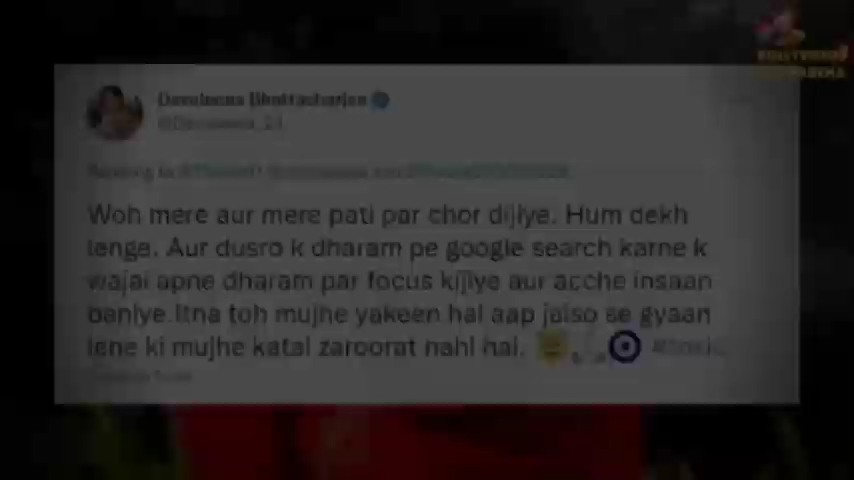 Devoleena Bhattacharjee
Woh mere aur mere pati par chor dijiye. Hum dekh
lenge. Aur dusro k dharam pe google search karne k
wajai apne dharam par focus kijiye aur acche insaan
baniye.Itna toh mujhe yakeen hai aap jaiso se gyaan
lene ki mujhe katai zaroorat nahi hai.